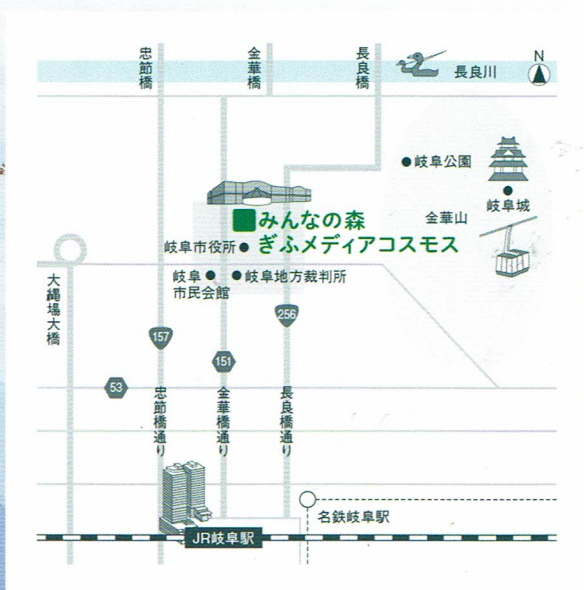 忠節橋
金華橋
長良橋
長良川
N
岐阜公園
岐阜城
金華山
みんなの森
ぎふメディアコスモス
岐阜市役所
岐阜
市民会館
岐阜地方裁判所
大縄場大橋
157
256
151
53
忠節橋通り
金華橋通り
長良橋通り
名鉄岐阜駅
JR岐阜駅